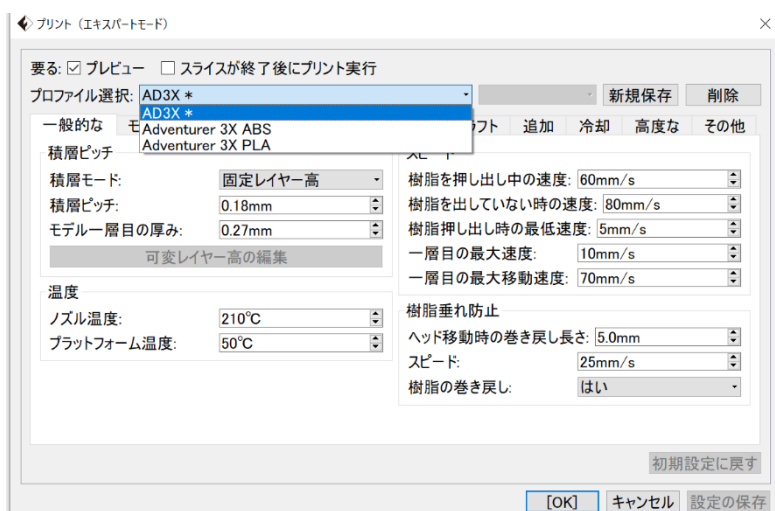 プリント（エキスパートモード）
要る: プレビュー スライスが終了後にプリント実行
プロファイル選択: AD3X * 新規保存 削除
AD3X *
Adventurer 3X ABS
Adventurer 3X PLA
一般的な 追加 冷却 高度な その他
積層ピッチ
積層モード: 固定レイヤー高
積層ピッチ: 0.18mm
モデル一層目の厚み: 0.27mm
可変レイヤー高の編集
温度
ノズル温度: 210℃
プラットフォーム温度: 50℃
スピード
樹脂を押し出し中の速度: 60mm/s
樹脂を出していない時の速度: 80mm/s
樹脂押し出し時の最低速度: 5mm/s
一層目の最大速度: 10mm/s
一層目の最大移動速度: 70mm/s
樹脂垂れ防止
ヘッド移動時の巻き戻し長さ: 5.0mm
スピード: 25mm/s
樹脂の巻き戻し: はい
初期設定に戻す
[OK] キャンセル 設定の保存